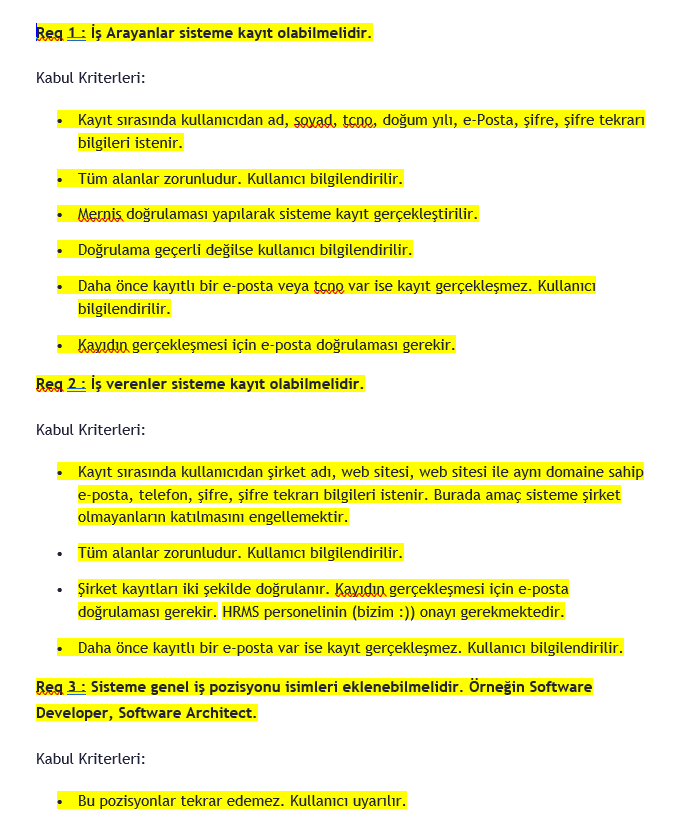 Req 1 : İş Arayanlar sisteme kayıt olabilmelidir.
Kabul Kriterleri:
• Kayıt sırasında kullanıcıdan ad, soyad, tcno, doğum yılı, e-Posta, şifre, şifre tekrarı
bilgileri istenir.
• Tüm alanlar zorunludur. Kullanıcı bilgilendirilir.
• Mernis doğrulaması yapılarak sisteme kayıt gerçekleştirilir.
• Doğrulama geçerli değilse kullanıcı bilgilendirilir.
• Daha önce kayıtlı bir e-posta veya tcno var ise kayıt gerçekleşmez. Kullanıcı
bilgilendirilir.
• Kayıdın gerçekleşmesi için e-posta doğrulaması gerekir.
Req 2 : İş verenler sisteme kayıt olabilmelidir.
Kabul Kriterleri:
• Kayıt sırasında kullanıcıdan şirket adı, web sitesi, web sitesi ile aynı domaine sahip
e-posta, telefon, şifre, şifre tekrarı bilgileri istenir. Burada amaç sisteme şirket
olmayanların katılmasını engellemektir.
• Tüm alanlar zorunludur. Kullanıcı bilgilendirilir.
• Şirket kayıtları iki şekilde doğrulanır. Kayıdın gerçekleşmesi için e-posta
doğrulaması gerekir. HRMS personelinin (bizim :)) onayı gerekmektedir.
• Daha önce kayıtlı bir e-posta var ise kayıt gerçekleşmez. Kullanıcı bilgilendirilir.
Req 3 : Sisteme genel iş pozisyonu isimleri eklenebilmelidir. Örneğin Software
Developer, Software Architect.
Kabul Kriterleri:
• Bu pozisyonlar tekrar edemez. Kullanıcı uyarılır.